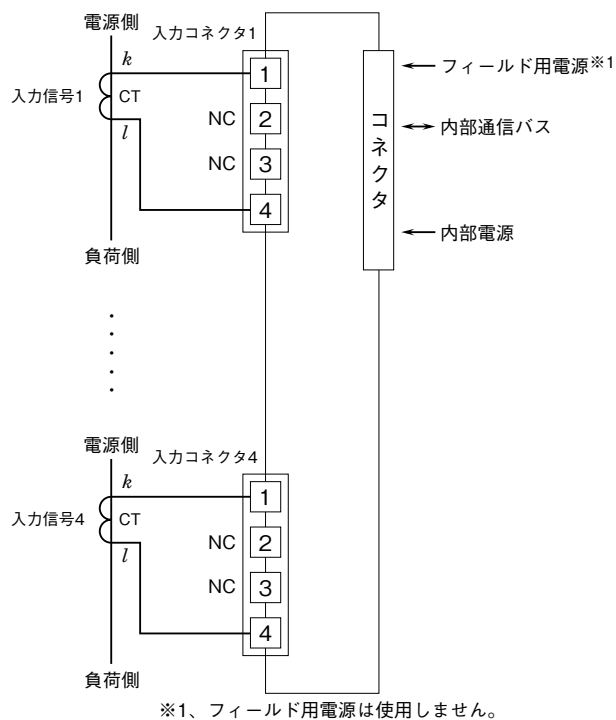 電源側
入力コネクタ1
k
入力信号1
CT
l
1
NC 2
NC 3
4
負荷側
コネクタ
フィールド用電源※1
内部通信バス
内部電源
電源側
入力コネクタ4
k
入力信号4
CT
l
1
NC 2
NC 3
4
負荷側
※1、フィールド用電源は使用しません。